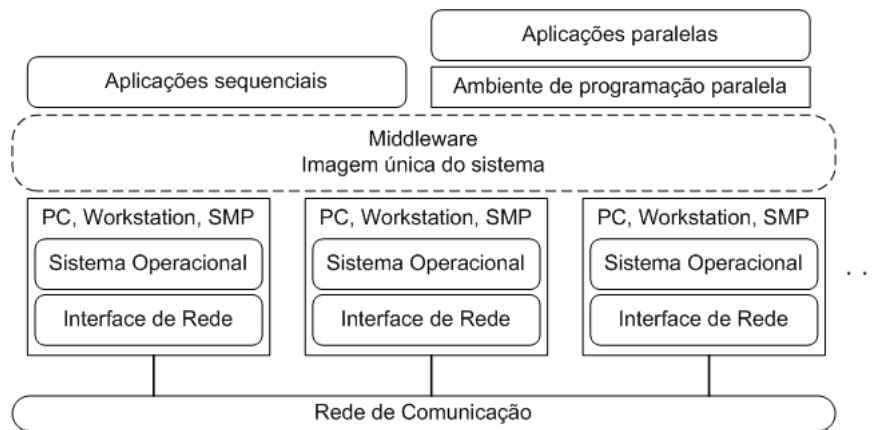 Aplicações paralelas
Aplicações sequenciais
Ambiente de programação paralela
Middleware
Imagem única do sistema
PC, Workstation, SMP
Sistema Operacional
Interface de Rede
PC, Workstation, SMP
Sistema Operacional
Interface de Rede
PC, Workstation, SMP
Sistema Operacional
Interface de Rede
. .
Rede de Comunicação